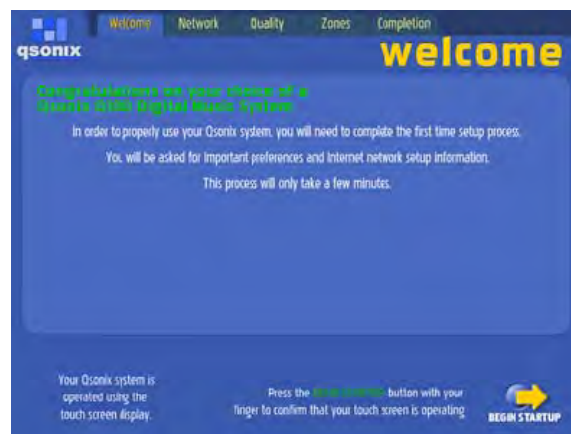 Welcome Network Quality Zones Completion
qsonix
welcome
Congratulations on your choice of a
Qsonix Digital Music System
In order to properly use your Qsonix system, you will need to complete the first time setup process.
You will be asked for important preferences and Internet network setup information.
This process will only take a few minutes.
Your Qsonix system is
operated using the
touch screen display.
Press the BEGIN STARTUP button with your
finger to confirm that your touch screen is operating
BEGIN STARTUP